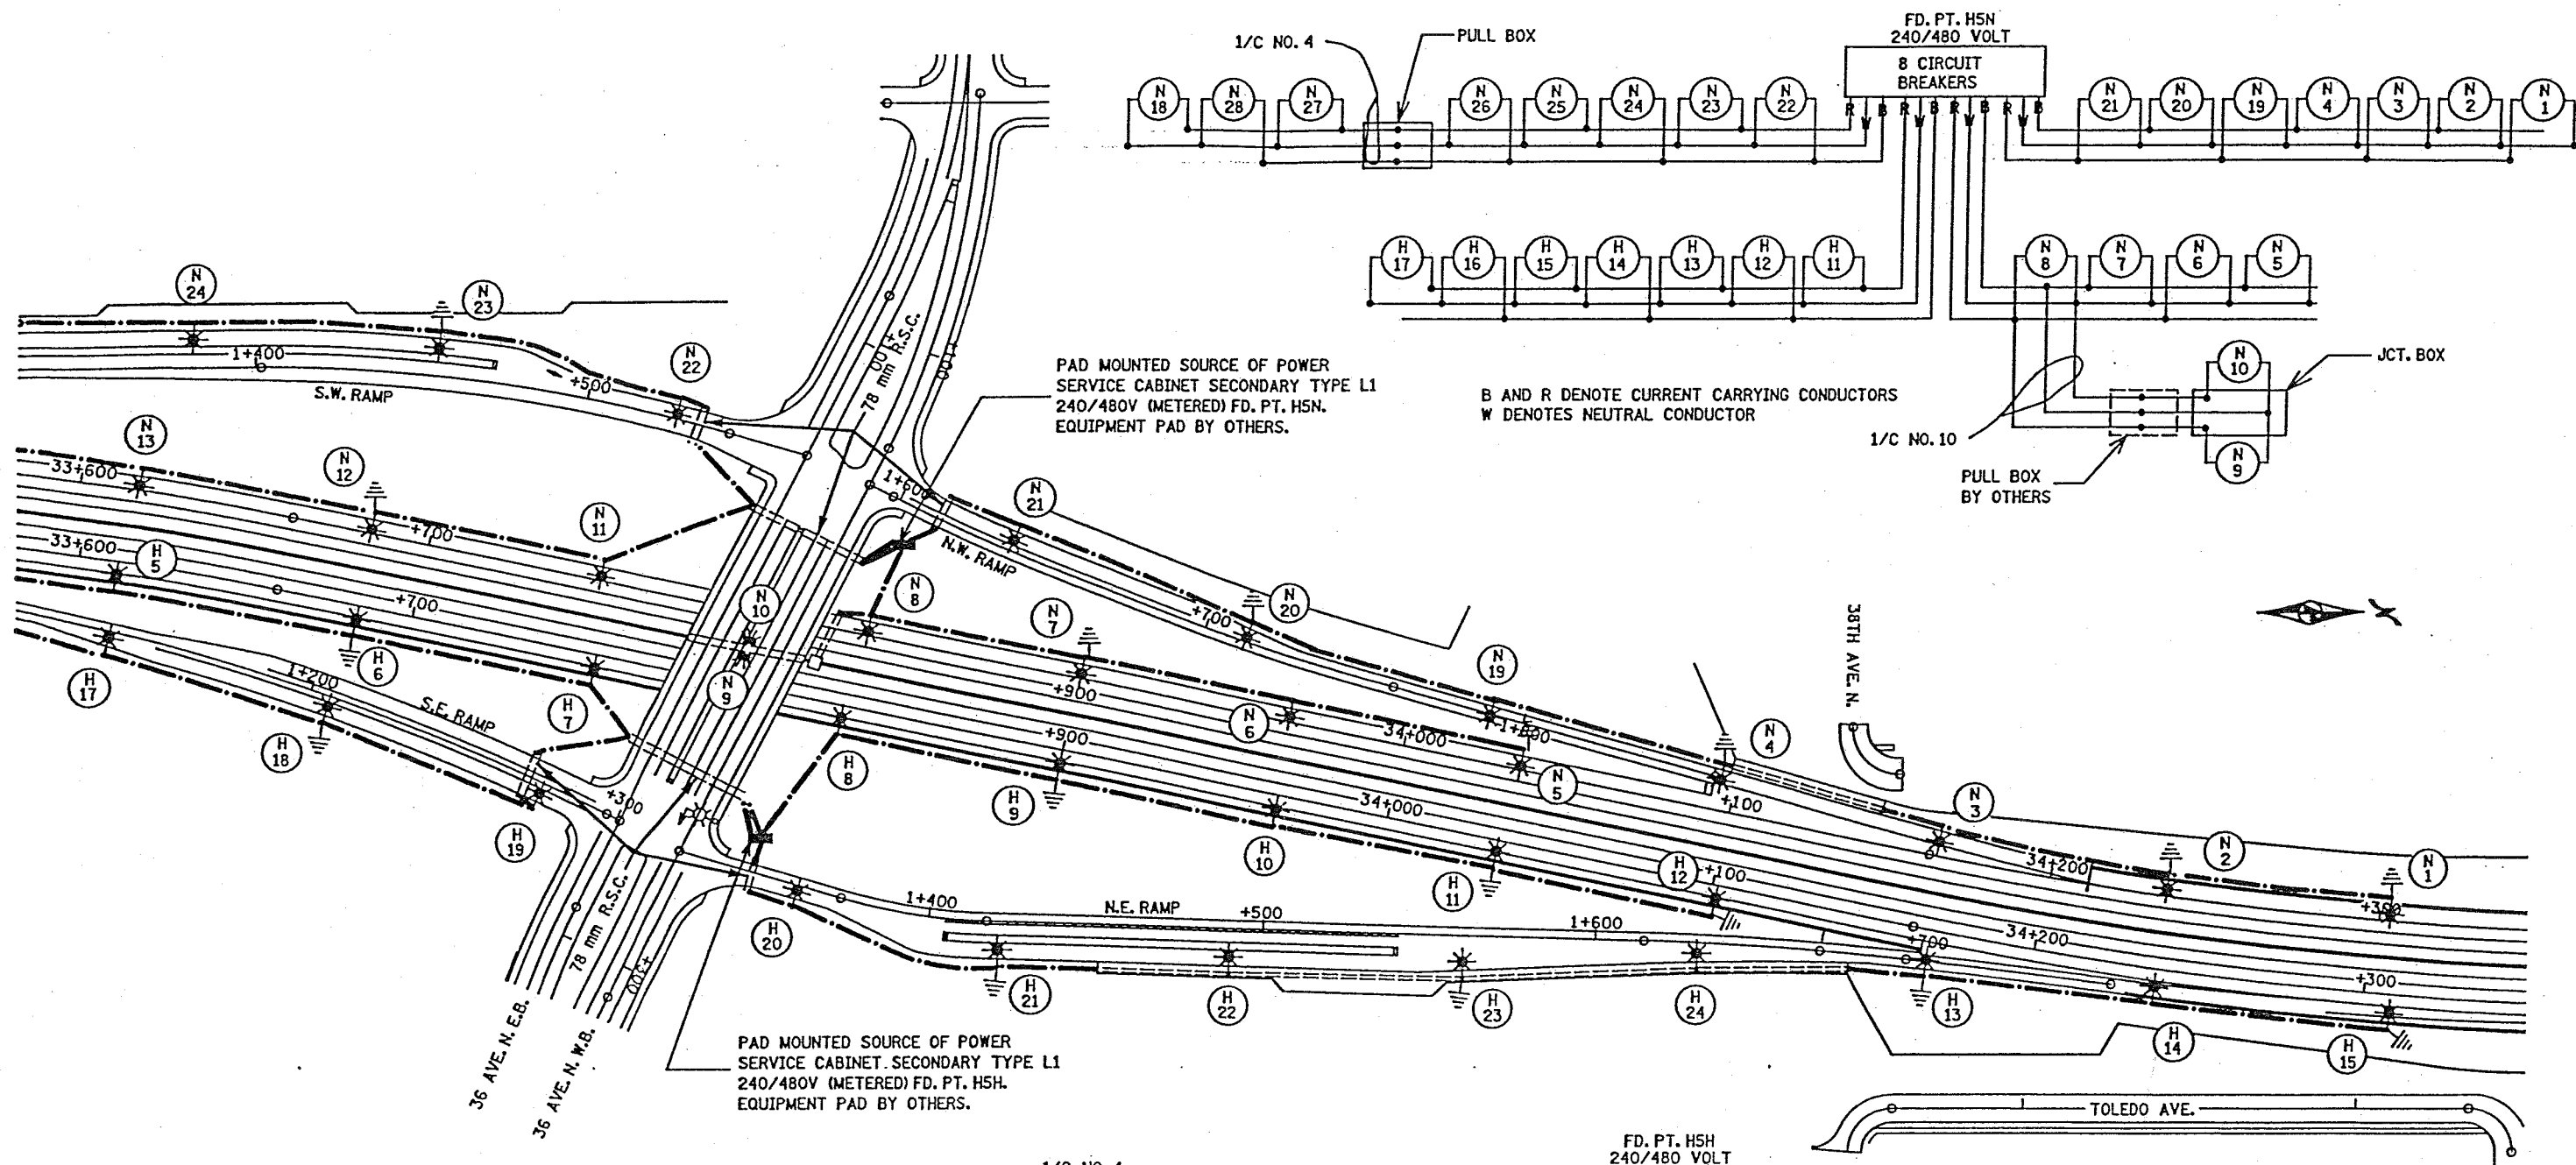 FD. PT. H5N
240/480 VOLT
8 CIRCUIT
BREAKERS
1/C NO. 4
PULL BOX
N 18
N 28
N 27
N 26
N 25
N 24
N 23
N 22
R W B R W B R W B R W B
N 21
N 20
N 19
N 4
N 3
N 2
N 1
H 17
H 16
H 15
H 14
H 13
H 12
H 11
N 8
N 7
N 6
N 5
N 10
JCT. BOX
N 9
1/C NO. 10
PULL BOX
BY OTHERS
B AND R DENOTE CURRENT CARRYING CONDUCTORS
W DENOTES NEUTRAL CONDUCTOR
PAD MOUNTED SOURCE OF POWER
SERVICE CABINET SECONDARY TYPE L1
240/480V (METERED) FD. PT. H5N.
EQUIPMENT PAD BY OTHERS.
N 24
N 23
N 22
1+400
+500
S.W. RAMP
78 mm R.S.C.
+100
+00
N 13
N 12
N 11
33+600
+700
33+600
+700
H 5
1+600
N 21
N.W. RAMP
+700
N 20
N 10
N 9
N 8
N 7
+900
N 6
N 19
34+000
1+800
N 5
N 4
+100
38TH AVE. N.
N 3
34+200
N 2
N 1
+300
H 17
H 6
1+200
S.E. RAMP
H 18
H 7
H 19
+300
H 8
+900
H 9
34+000
H 10
H 11
H 12
+100
34+200
+300
78 mm R.S.C.
+300
36 AVE. N. E.B.
36 AVE. N. W.B.
H 20
1+400
N.E. RAMP
+500
1+600
+700
H 21
H 22
H 23
H 24
H 13
H 14
H 15
PAD MOUNTED SOURCE OF POWER
SERVICE CABINET SECONDARY TYPE L1
240/480V (METERED) FD. PT. H5H.
EQUIPMENT PAD BY OTHERS.
TOLEDO AVE.
FD. PT. H5H
240/480 VOLT